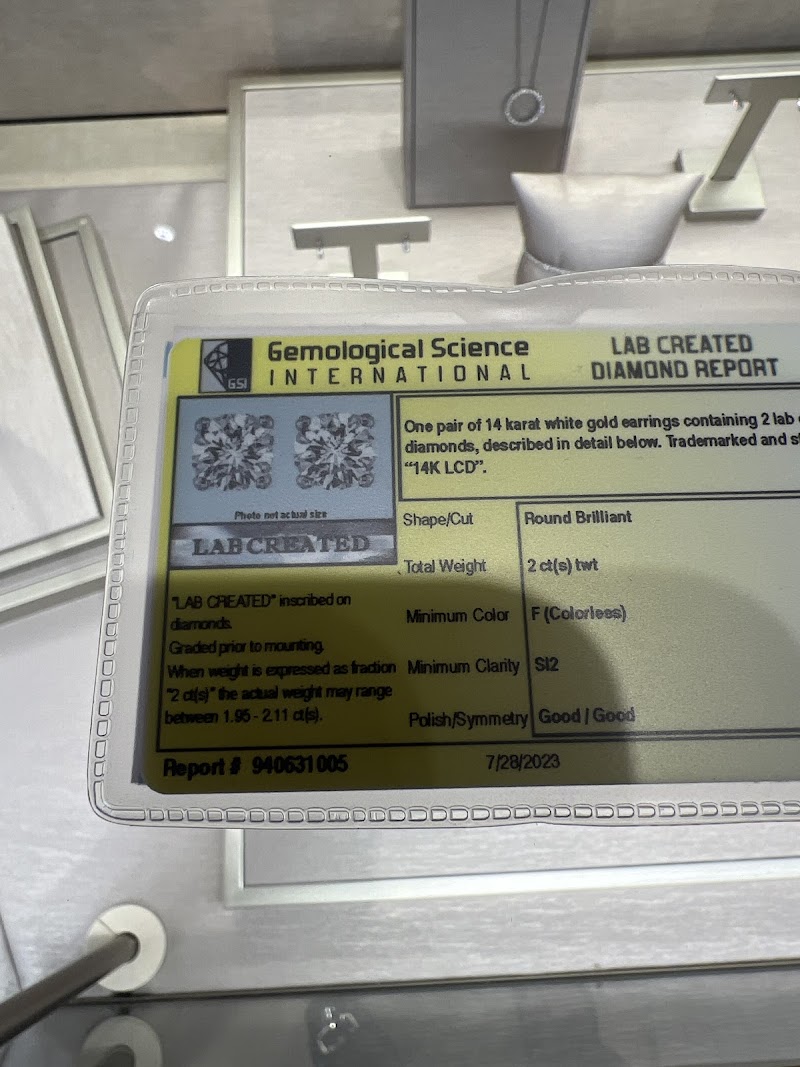 GSI
Gemological Science
INTERNATIONAL
LAB CREATED
DIAMOND REPORT
One pair of 14 karat white gold earrings containing 2 lab
diamonds, described in detail below. Trademarked and
"14K LCD".
Photo not actual size
LABCREATED
Shape/Cut Round Brilliant
Total Weight 2 ct(s) twt
Minimum Color F (Colorless)
Minimum Clarity SI2
Polish/Symmetry Good / Good
"LAB CREATED" inscribed on
diamonds.
Graded prior to mounting.
When weight is expressed as fraction
"2 ct(s)" the actual weight may range
between 1.95 - 2.11 ct(s).
Report # 940631005 7/28/2023